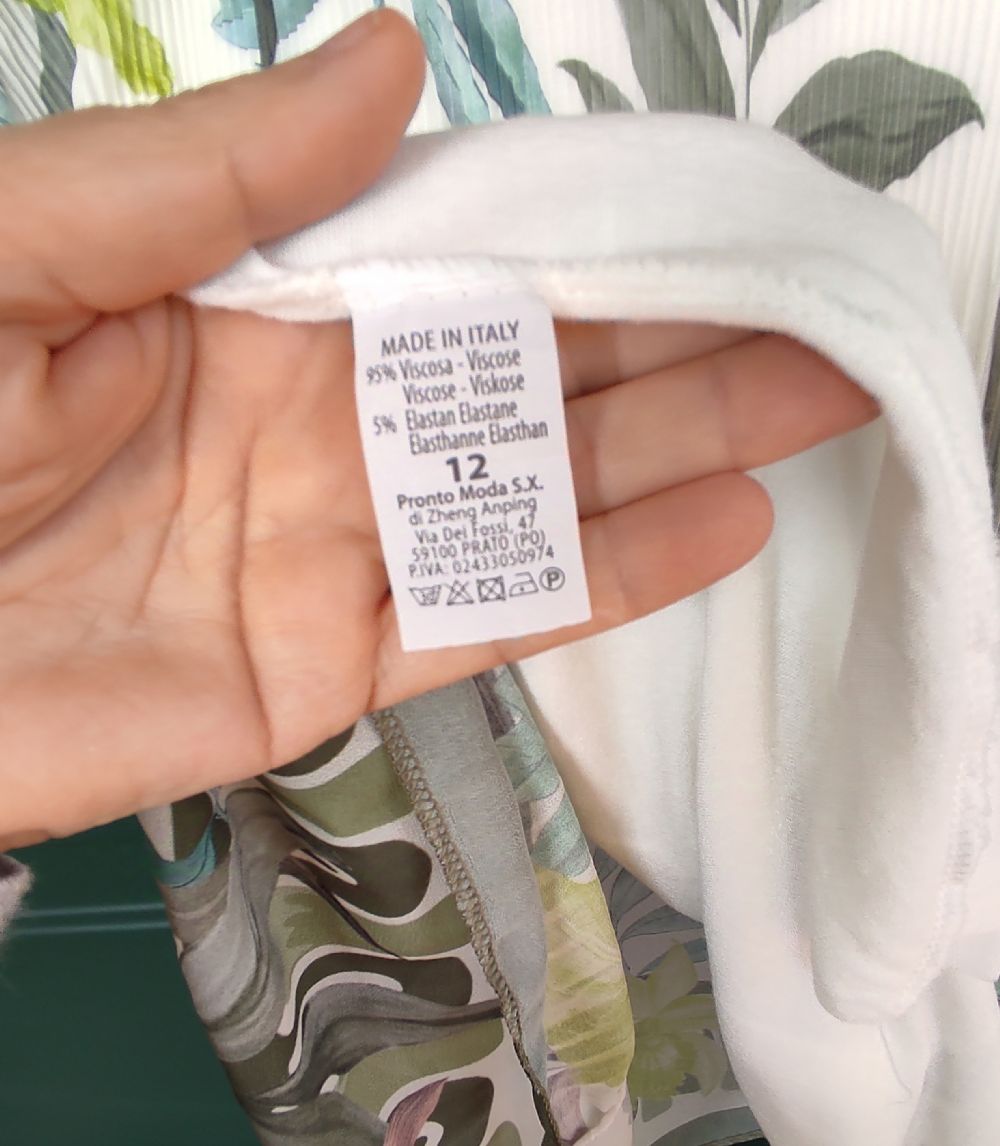 MADE IN ITALY
95% Viscosa - Viscose
Viscose - Viskose
5% Elastan Elastane
Elasthanne Elasthan
12
Pronto Moda S.X.
di Zheng Anping
Via Dei Fossi, 47
59100 PRATO (PO)
P.IVA: 02433050974
P